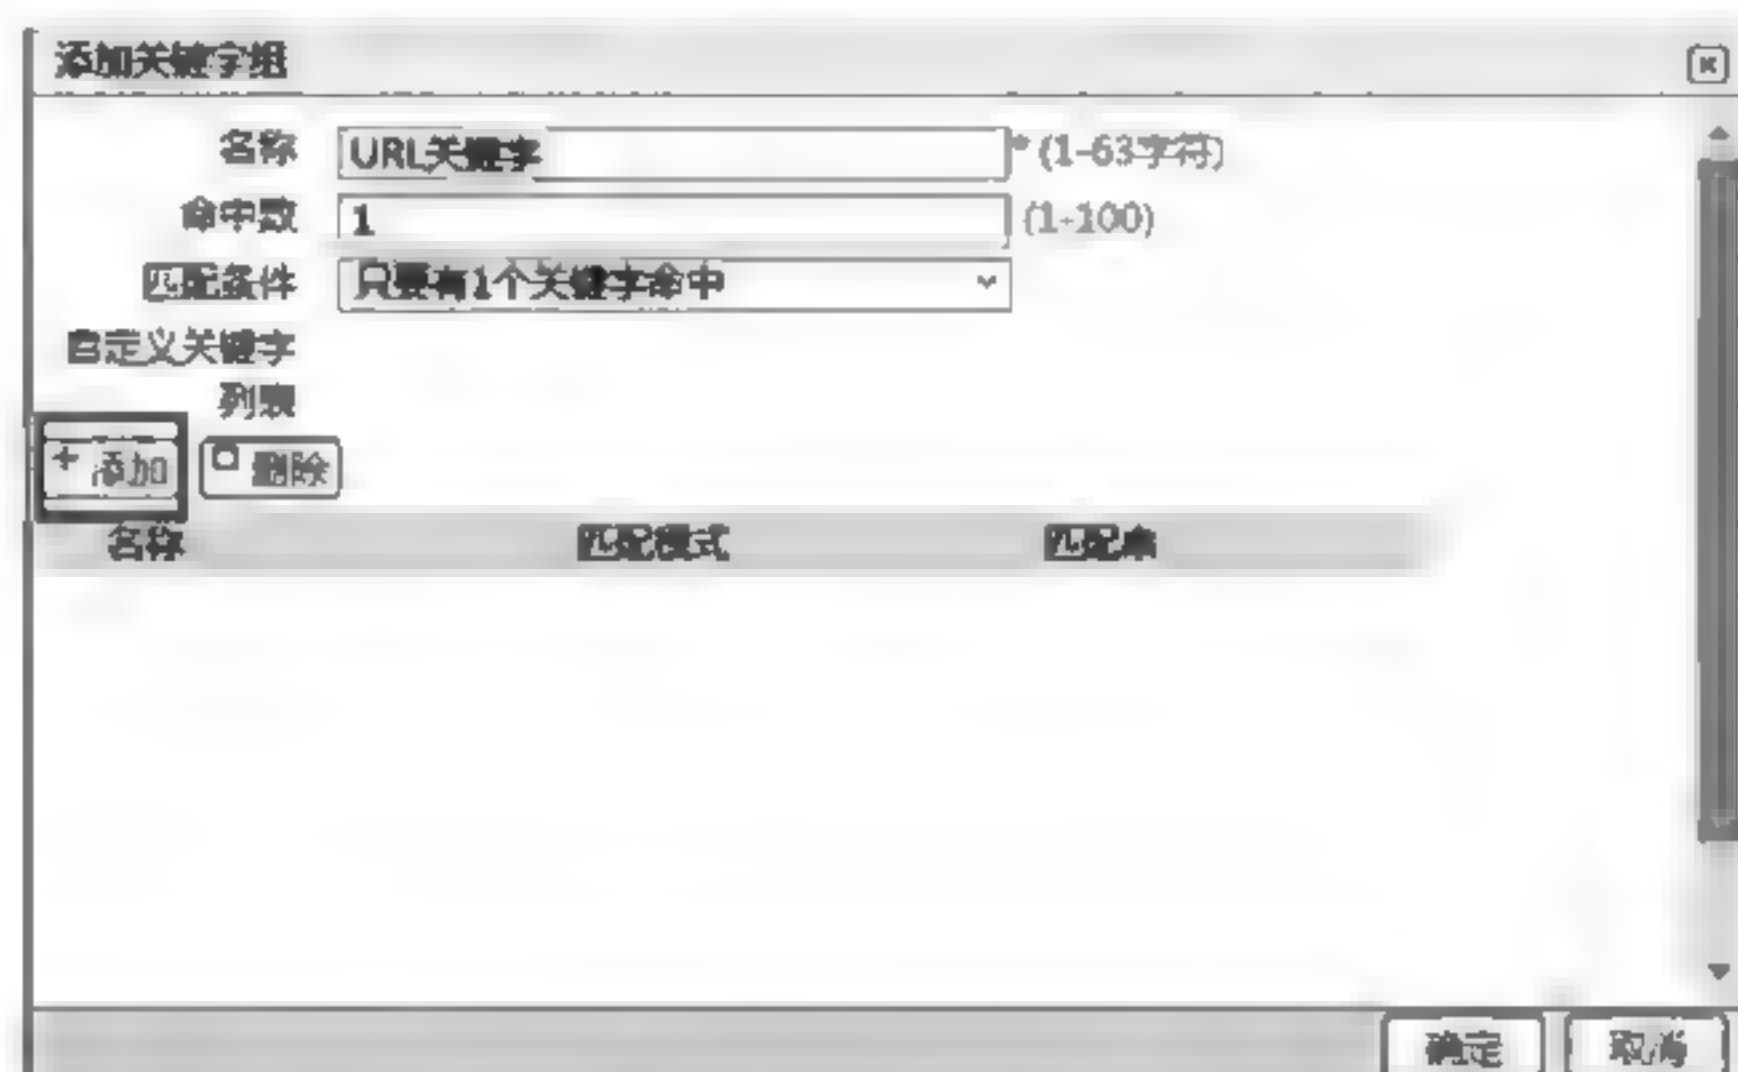 添加关键字组
名称 URL关键字 * (1-63字符)
命中数 1 (1-100)
匹配条件 只要有1个关键字命中
自定义关键字
列表
添加 删除
名称 匹配模式 匹配串
确定 取消